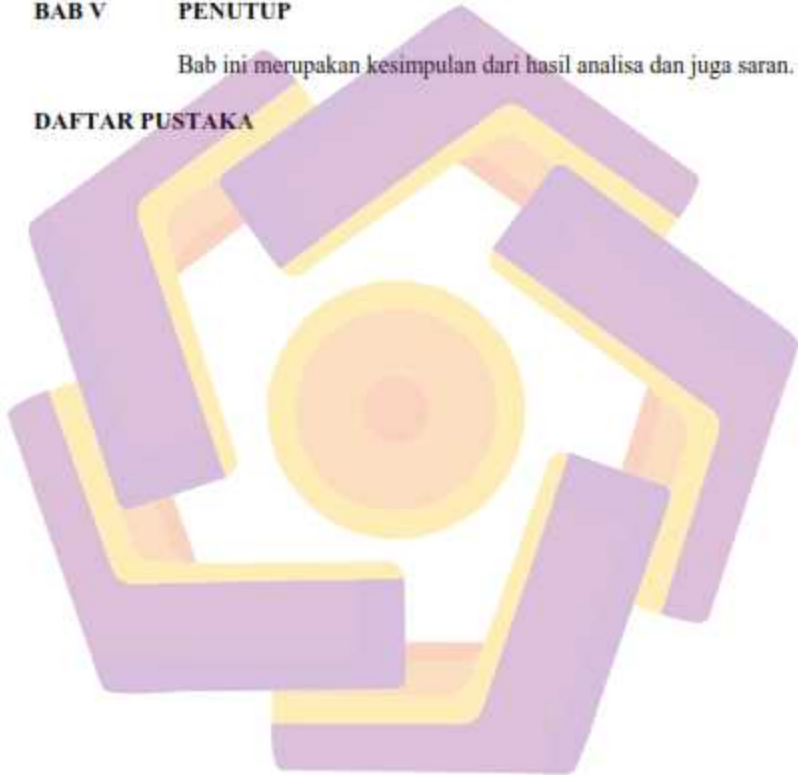 BAB V PENUTUP
Bab ini merupakan kesimpulan dari hasil analisa dan juga saran.
DAFTAR PUSTAKA